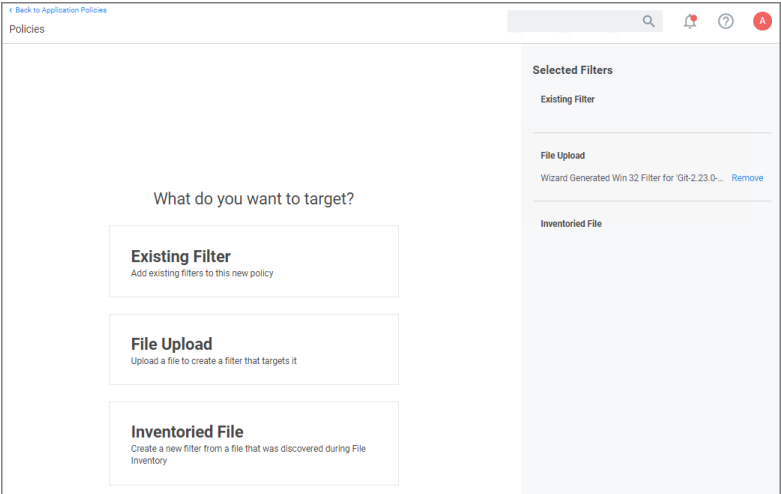 ‹ Back to Application Policies
Policies
A
What do you want to target?
Existing Filter
Add existing filters to this new policy
File Upload
Upload a file to create a filter that targets it
Inventoried File
Create a new filter from a file that was discovered during File
Inventory
Selected Filters
Existing Filter
File Upload
Wizard Generated Win 32 Filter for 'Git-2.23.0-... Remove
Inventoried File